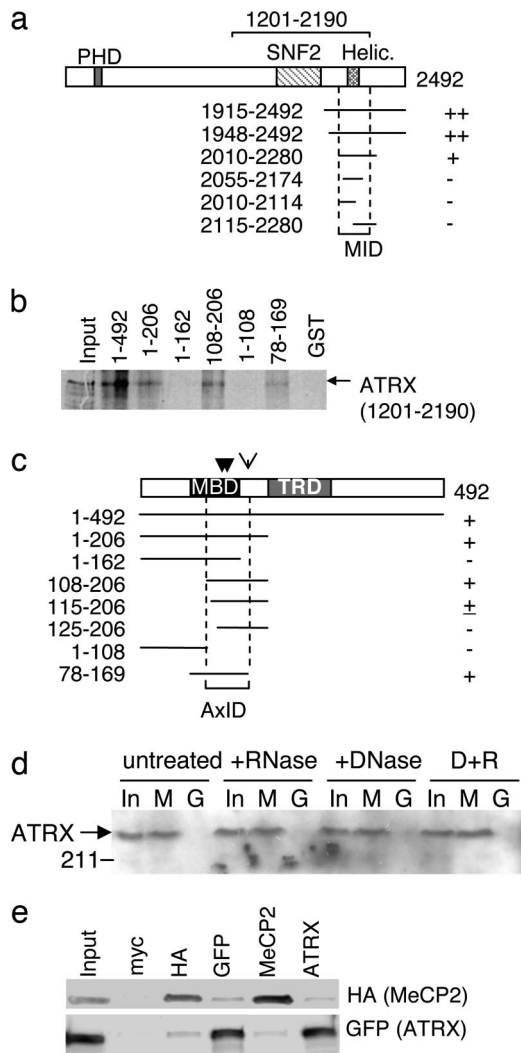 a
1201-2190
PHD SNF2 Helic.
2492
1915-2492 ++
1948-2492 ++
2010-2280 +
2055-2174 -
2010-2114 -
2115-2280 -
MID
b
Input 1-492 1-206 1-162 108-206 1-108 78-169 GST
ATRX
(1201-2190)
c
MBD TRD
492
1-492 +
1-206 +
1-162 -
108-206 +
115-206 ±
125-206 -
1-108 -
78-169 +
AxID
d
untreated +RNase +DNase D+R
In M G In M G In M G In M G
ATRX
211
e
Input myc HA GFP MeCP2 ATRX
HA (MeCP2)
GFP (ATRX)